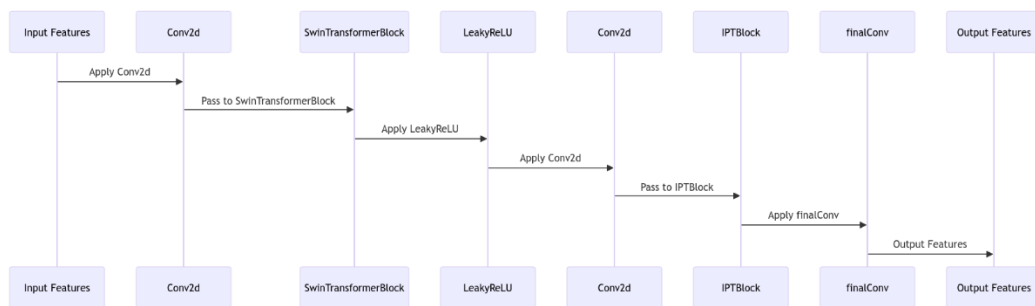 Input Features
Conv2d
SwinTransformerBlock
LeakyReLU
Conv2d
IPTBlock
finalConv
Output Features
Apply Conv2d
Pass to SwinTransformerBlock
Apply LeakyReLU
Apply Conv2d
Pass to IPTBlock
Apply finalConv
Output Features
Input Features
Conv2d
SwinTransformerBlock
LeakyReLU
Conv2d
IPTBlock
finalConv
Output Features